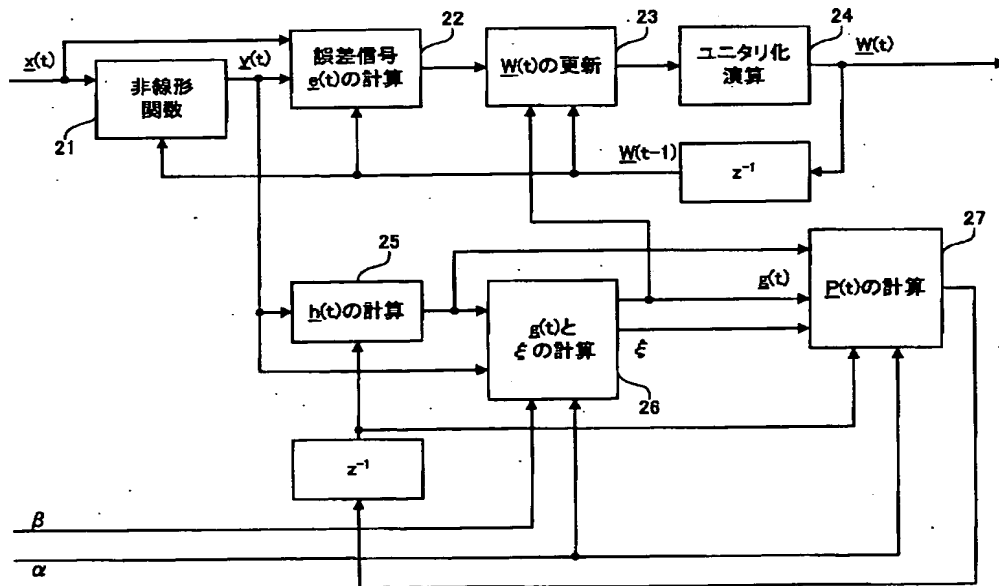 22
23
24
x(t)
v(t)
誤差信号
e(t)の計算
W(t)の更新
ユニタリ化
演算
W(t)
非線形
関数
21
W(t−1)
z⁻¹
25
27
h(t)の計算
g(t)
P(t)の計算
g(t)と
ξの計算
ξ
26
z⁻¹
β
α